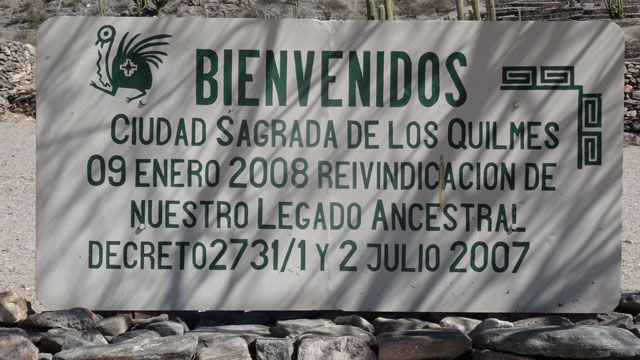 BIENVENIDOS
CIUDAD SAGRADA DE LOS QUILMES
09 ENERO 2008 REIVINDICACION DE
NUESTRO LEGADO ANCESTRAL
DECRETO2731/1 Y 2 JULIO 2007